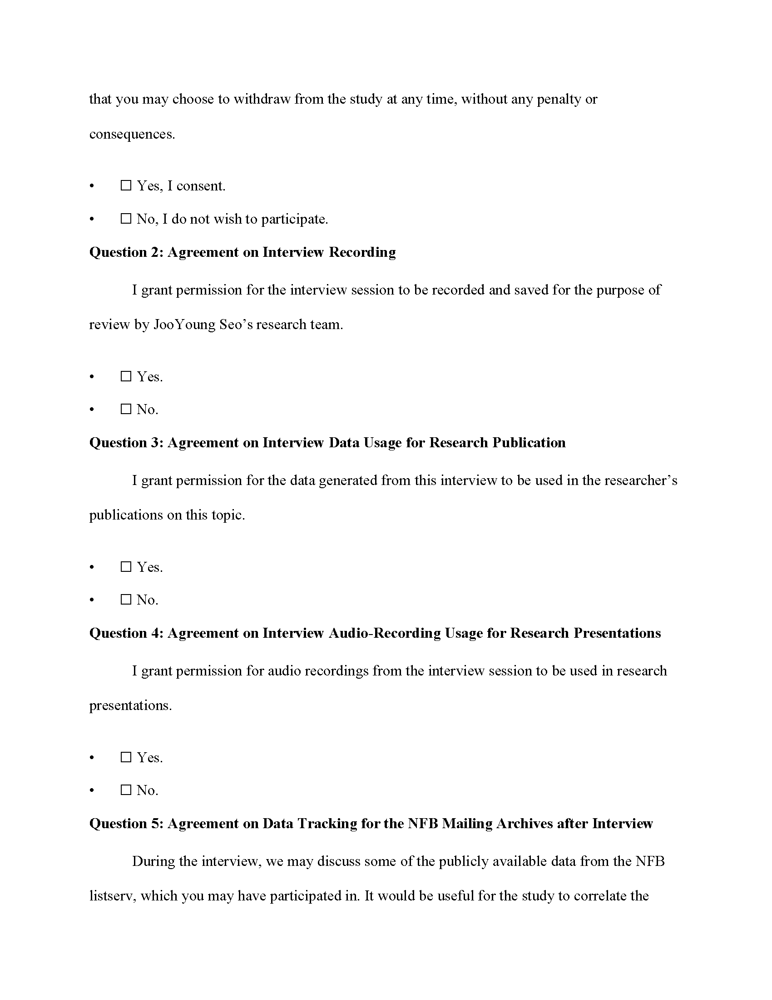 that you may choose to withdraw from the study at any time, without any penalty or
consequences.
• ☐ Yes, I consent.
• ☐ No, I do not wish to participate.
Question 2: Agreement on Interview Recording
I grant permission for the interview session to be recorded and saved for the purpose of
review by JooYoung Seo’s research team.
• ☐ Yes.
• ☐ No.
Question 3: Agreement on Interview Data Usage for Research Publication
I grant permission for the data generated from this interview to be used in the researcher’s
publications on this topic.
• ☐ Yes.
• ☐ No.
Question 4: Agreement on Interview Audio-Recording Usage for Research Presentations
I grant permission for audio recordings from the interview session to be used in research
presentations.
• ☐ Yes.
• ☐ No.
Question 5: Agreement on Data Tracking for the NFB Mailing Archives after Interview
During the interview, we may discuss some of the publicly available data from the NFB
listserv, which you may have participated in. It would be useful for the study to correlate the